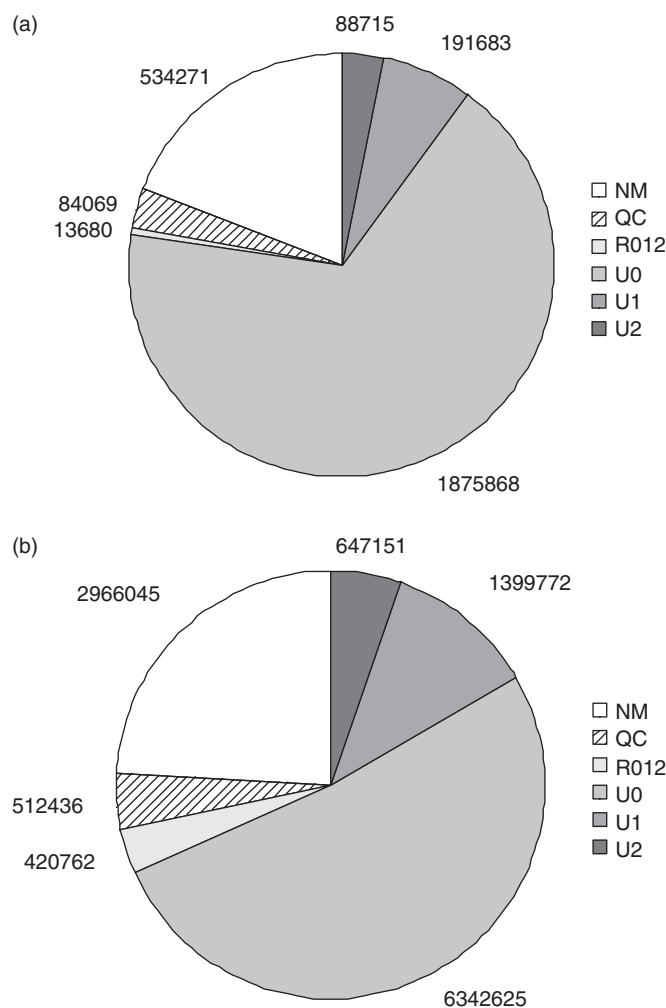 (a)
88715
191683
534271
84069
13680
1875868
NM
QC
R012
U0
U1
U2
(b)
647151
1399772
2966045
512436
420762
6342625
NM
QC
R012
U0
U1
U2